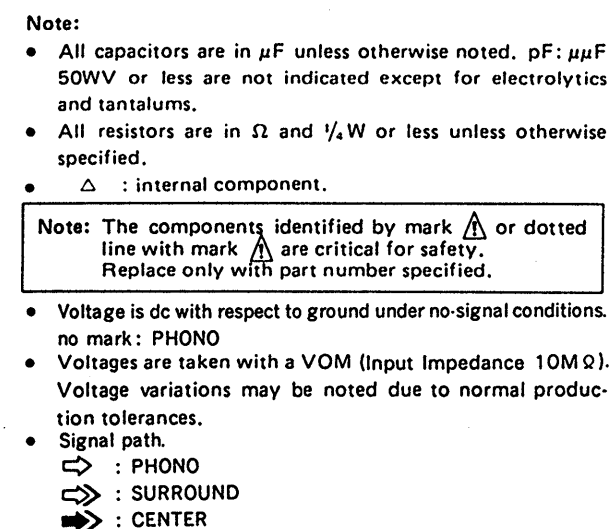 Note:
• All capacitors are in μF unless otherwise noted. pF: μμF
50WV or less are not indicated except for electrolytics
and tantalums.
• All resistors are in Ω and 1/4 W or less unless otherwise
specified.
• △ : internal component.
Note: The components identified by mark ⚠ or dotted
line with mark ⚠ are critical for safety.
Replace only with part number specified.
• Voltage is dc with respect to ground under no-signal conditions.
no mark: PHONO
• Voltages are taken with a VOM (Input Impedance 10MΩ).
Voltage variations may be noted due to normal produc-
tion tolerances.
• Signal path.
: PHONO
: SURROUND
: CENTER